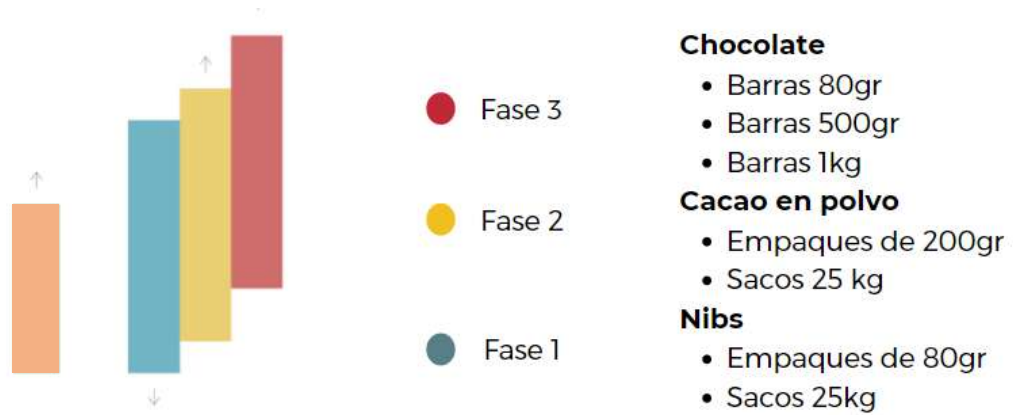 Fase 3
Fase 2
Fase 1
Chocolate
• Barras 80gr
• Barras 500gr
• Barras 1kg
Cacao en polvo
• Empaques de 200gr
• Sacos 25 kg
Nibs
• Empaques de 80gr
• Sacos 25kg